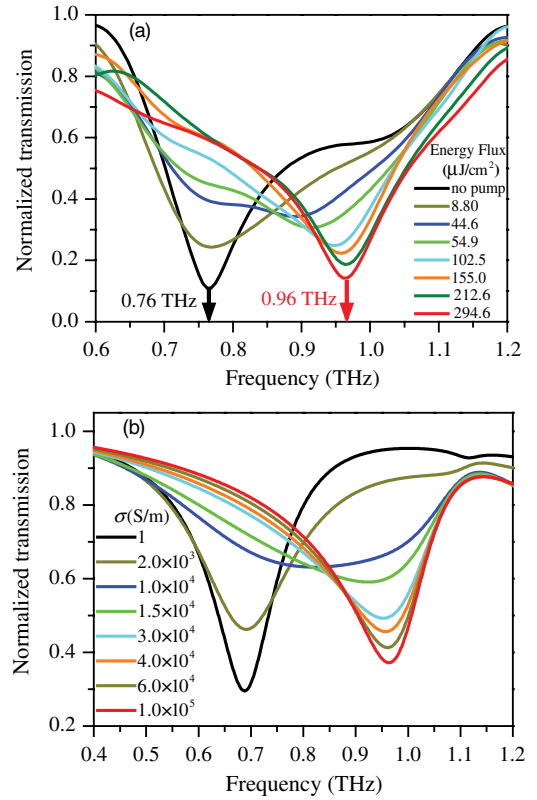 (a)
Normalized transmission
1.0
0.8
0.6
0.4
0.2
0.0
Energy Flux
(μJ/cm²)
no pump
8.80
44.6
54.9
102.5
155.0
212.6
294.6
0.76 THz
0.96 THz
0.6 0.7 0.8 0.9 1.0 1.1 1.2
Frequency (THz)
(b)
Normalized transmission
1.0
0.8
0.6
0.4
0.2
σ(S/m)
1
2.0×10³
1.0×10⁴
1.5×10⁴
3.0×10⁴
4.0×10⁴
6.0×10⁴
1.0×10⁵
0.4 0.5 0.6 0.7 0.8 0.9 1.0 1.1 1.2
Frequency (THz)